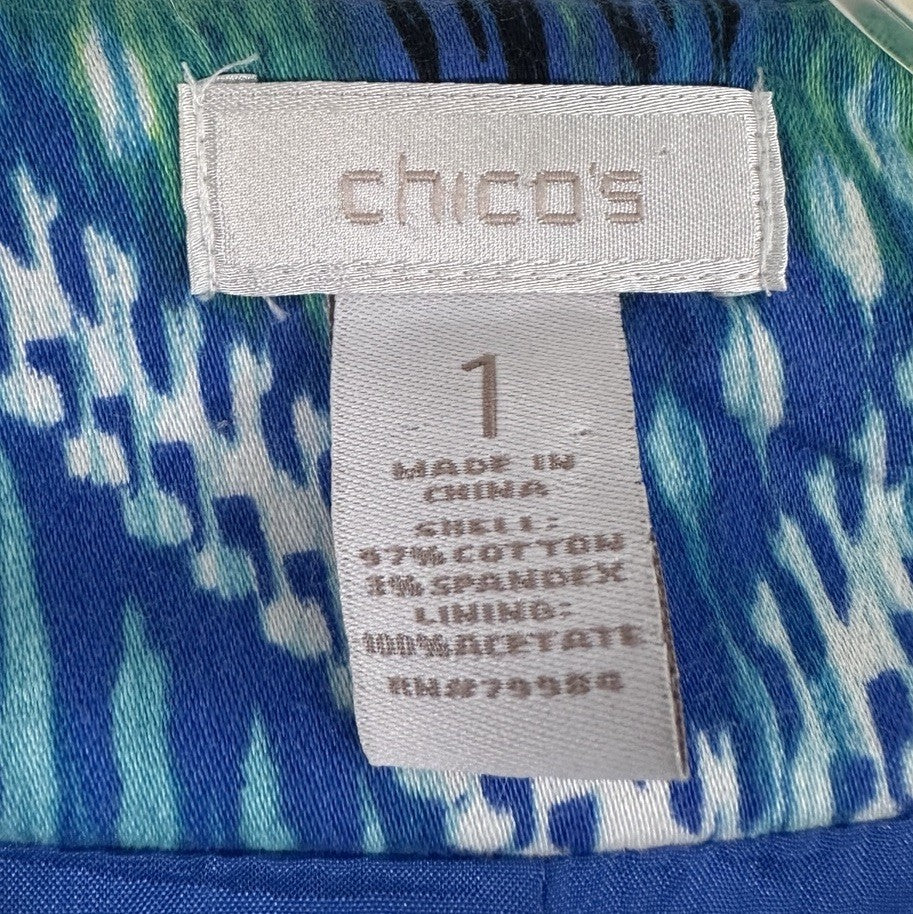 chico's
1
MADE IN
CHINA
SHELL:
97% COTTON
3% SPANDEX
LINING:
100% ACETATE
RN#79984